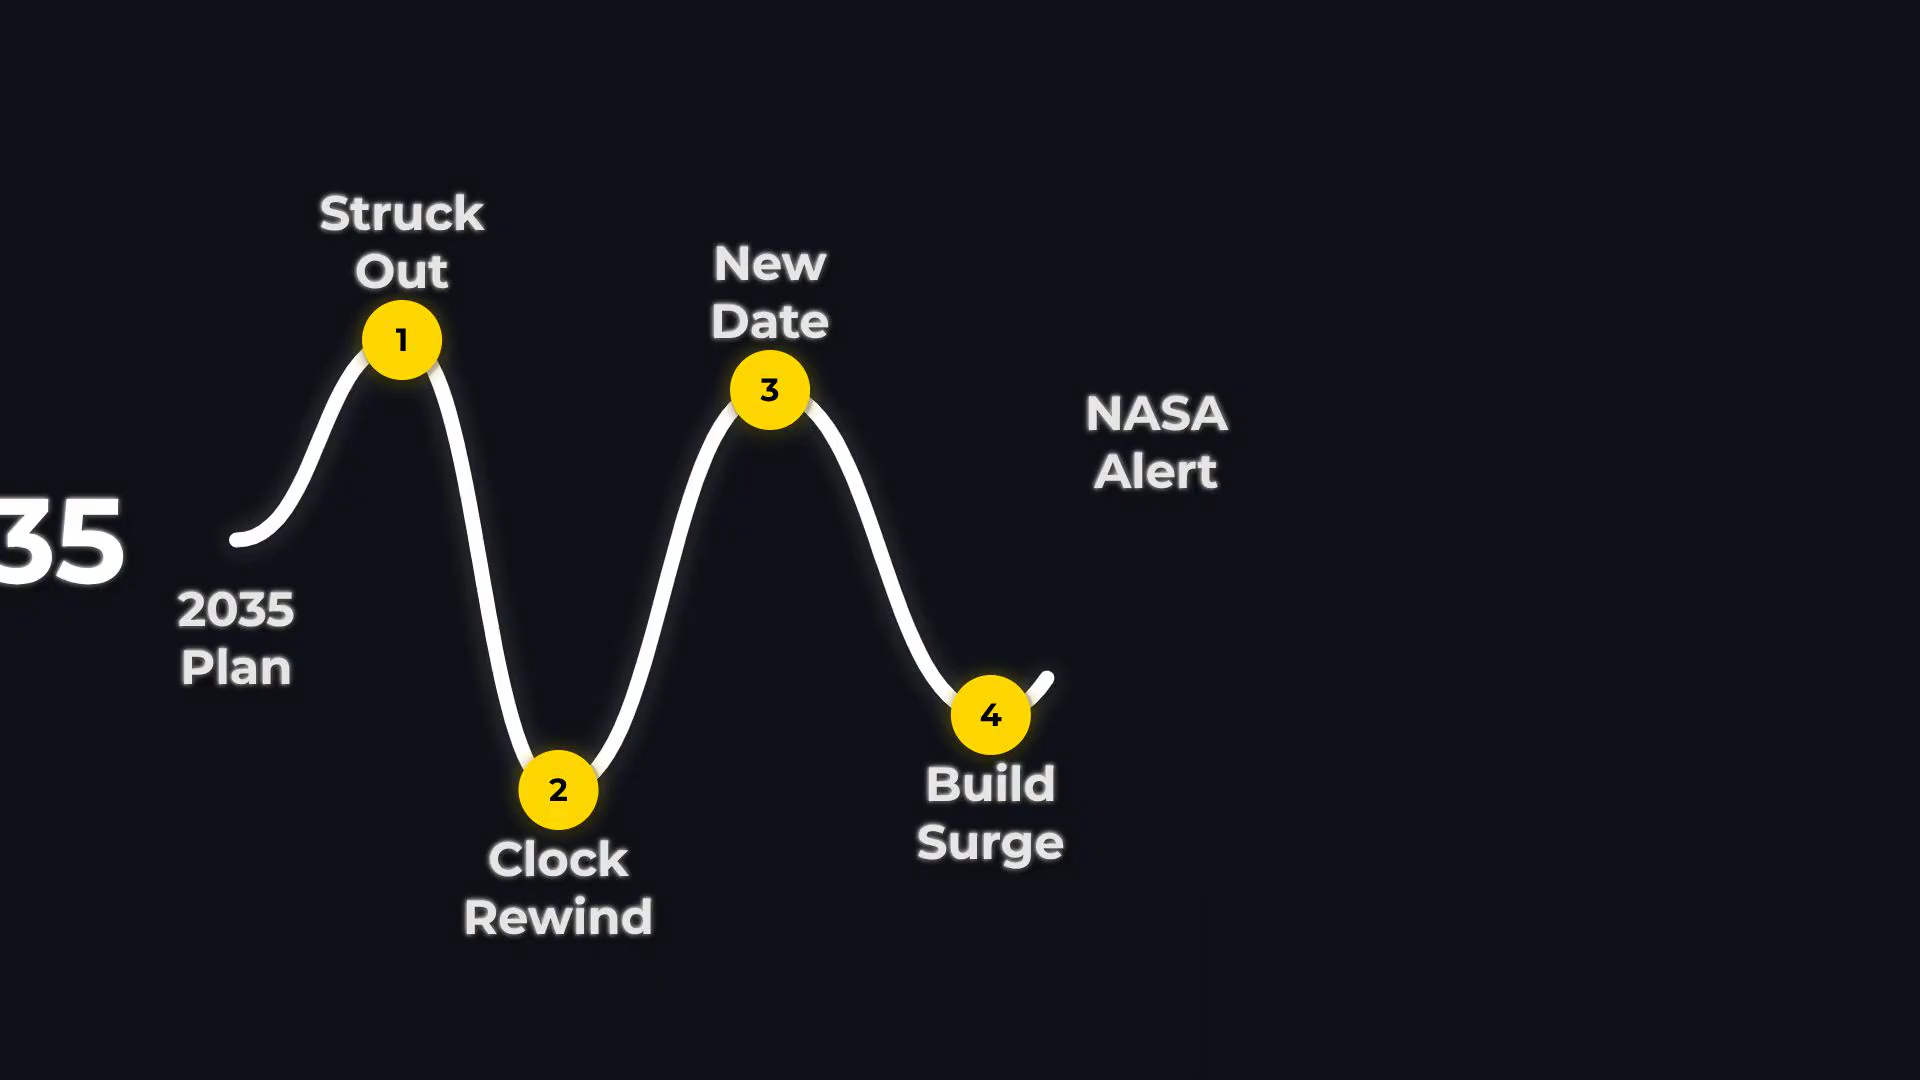 35
2035
Plan
Struck
Out
1
2
Clock
Rewind
New
Date
3
4
Build
Surge
NASA
Alert